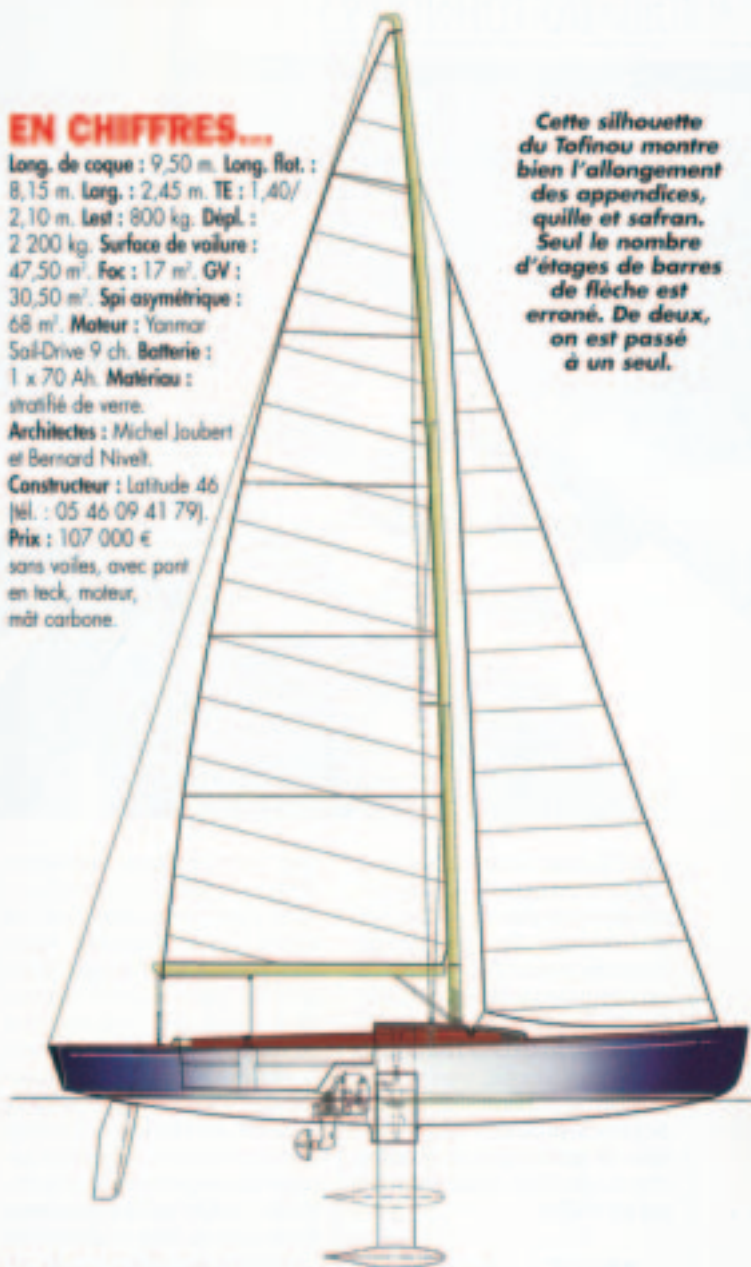 EN CHIFFRES...
Long. de coque : 9,50 m. Long. flot. :
8,15 m. Larg. : 2,45 m. TE : 1,40/
2,10 m. Lest : 800 kg. Dépl. :
2 200 kg. Surface de voilure :
47,50 m². Foc : 17 m². GV :
30,50 m². Spi asymétrique :
68 m². Moteur : Yanmar
Sail-Drive 9 ch. Batterie :
1 x 70 Ah. Matériau :
stratifié de verre.
Architectes : Michel Joubert
et Bernard Nivelt.
Constructeur : Latitude 46
(tél. : 05 46 09 41 79).
Prix : 107 000 €
sans voiles, avec pont
en teck, moteur,
mât carbone.
Cette silhouette
du Tofinou montre
bien l'allongement
des appendices,
quille et safran.
Seul le nombre
d'étages de barres
de flèche est
erroné. De deux,
on est passé
à un seul.